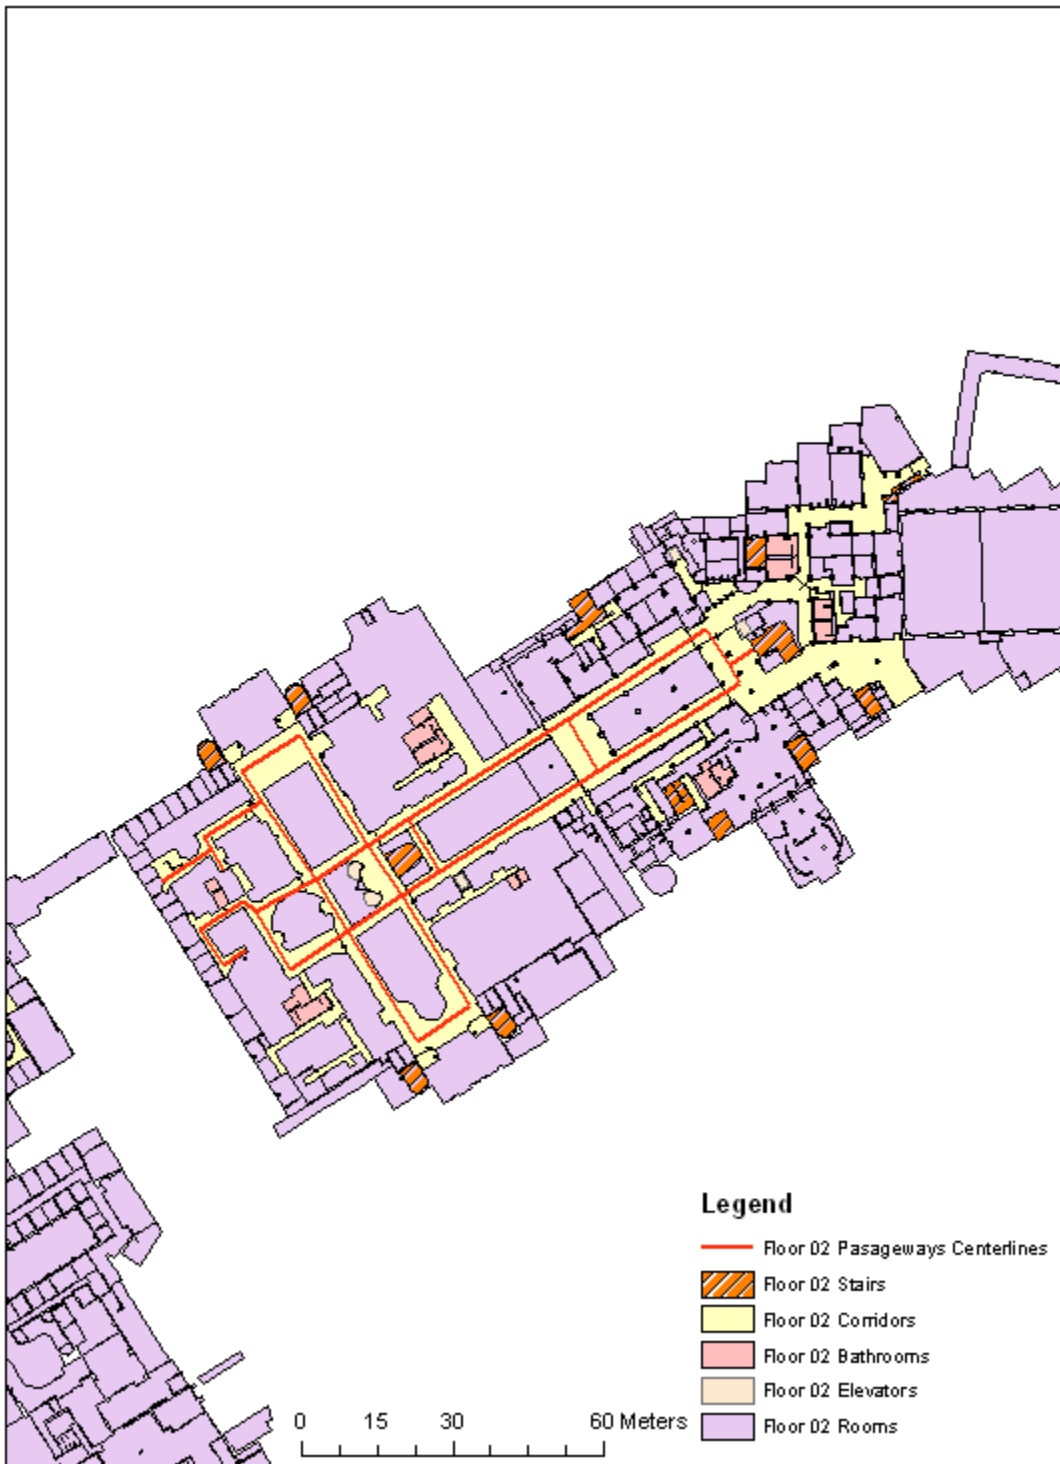 Legend
Floor 02 Pasageways Centerlines
Floor 02 Stairs
Floor 02 Corridors
Floor 02 Bathrooms
Floor 02 Elevators
Floor 02 Rooms
0 15 30 60 Meters